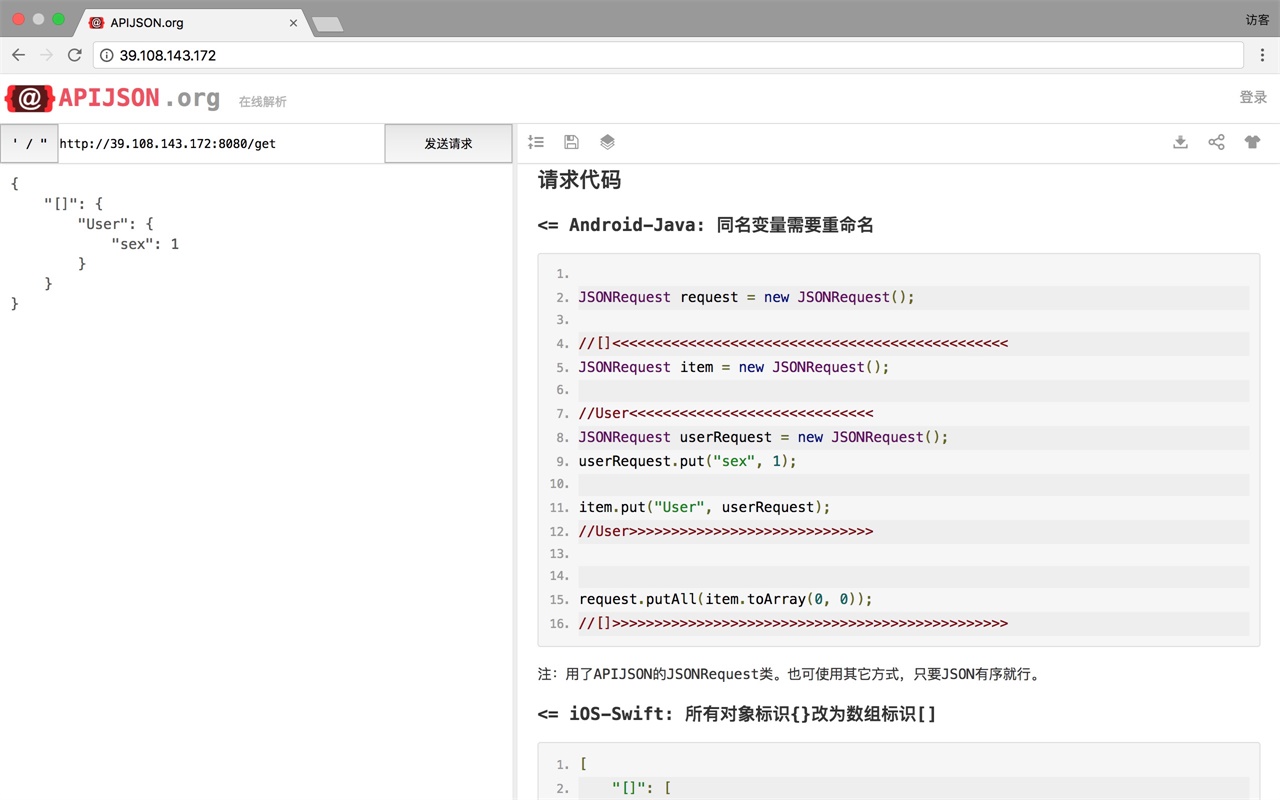 APIJSON.org
访客
39.108.143.172
APIJSON.org 在线解析
登录
' / " http://39.108.143.172:8080/get 发送请求
{
    "[]": {
        "User": {
            "sex": 1
        }
    }
}
请求代码
<= Android-Java: 同名变量需要重命名
1.
2. JSONRequest request = new JSONRequest();
3.
4. //[]<<<<<<<<<<<<<<<<<<<<<<<<<<<<<<<<<<<<<<<<<<<<<<<
5. JSONRequest item = new JSONRequest();
6.
7. //User<<<<<<<<<<<<<<<<<<<<<<<<<<<<<
8. JSONRequest userRequest = new JSONRequest();
9. userRequest.put("sex", 1);
10.
11. item.put("User", userRequest);
12. //User>>>>>>>>>>>>>>>>>>>>>>>>>>>>>
13.
14.
15. request.putAll(item.toArray(0, 0));
16. //[]>>>>>>>>>>>>>>>>>>>>>>>>>>>>>>>>>>>>>>>>>>>>>>>
注：用了APIJSON的JSONRequest类。也可使用其它方式，只要JSON有序就行。
<= iOS-Swift: 所有对象标识{}改为数组标识[]
1. [
2.     "[]": [